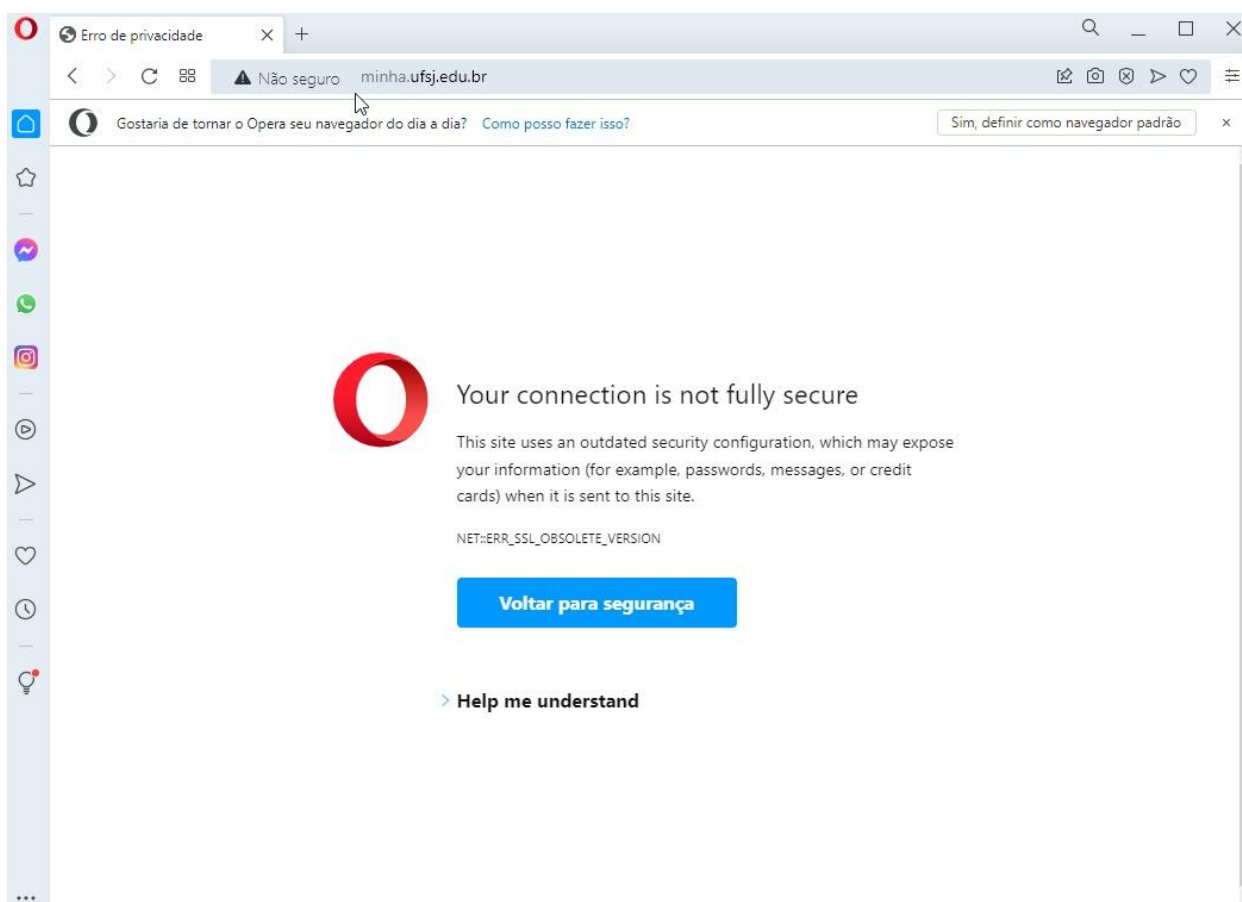 Erro de privacidade
Não seguro minha.ufsj.edu.br
Gostaria de tornar o Opera seu navegador do dia a dia? Como posso fazer isso? Sim, definir como navegador padrão
Your connection is not fully secure
This site uses an outdated security configuration, which may expose
your information (for example, passwords, messages, or credit
cards) when it is sent to this site.
NET::ERR_SSL_OBSOLETE_VERSION
Voltar para segurança
Help me understand